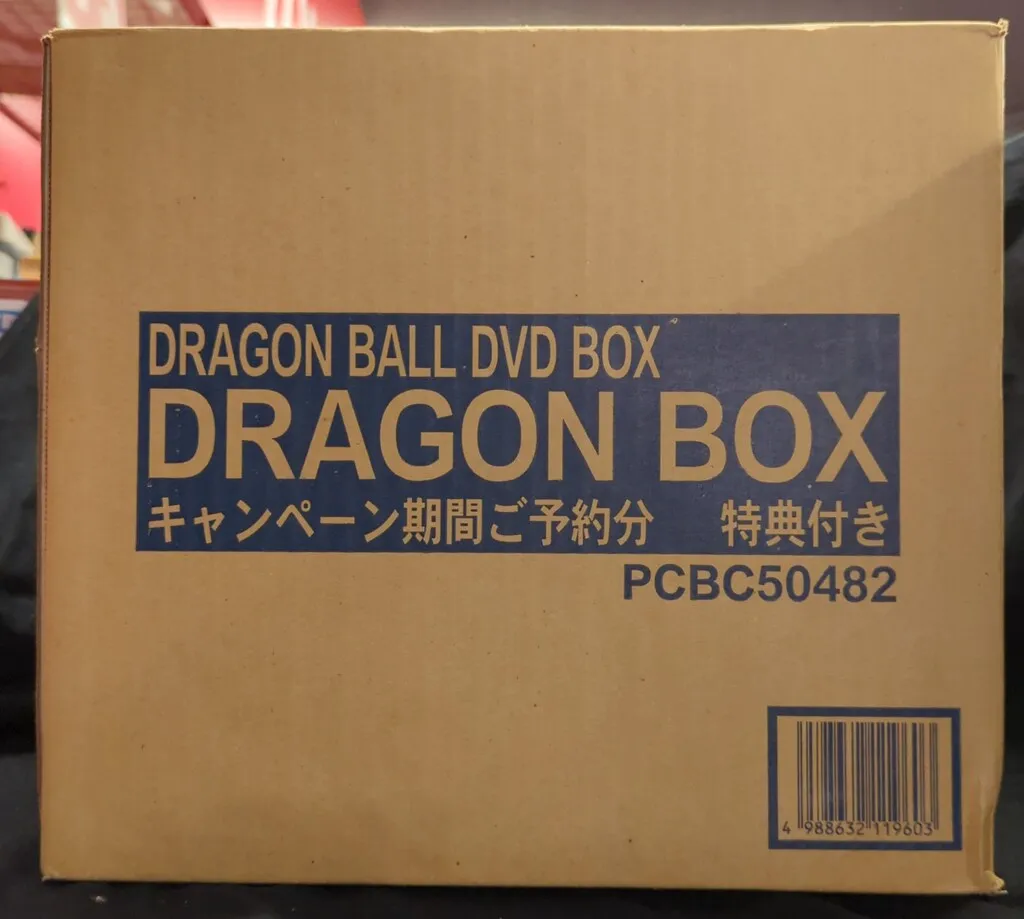 DRAGON BALL DVD BOX
DRAGON BOX
キャンペーン期間ご予約分　特典付き
PCBC50482
4 988632 119603